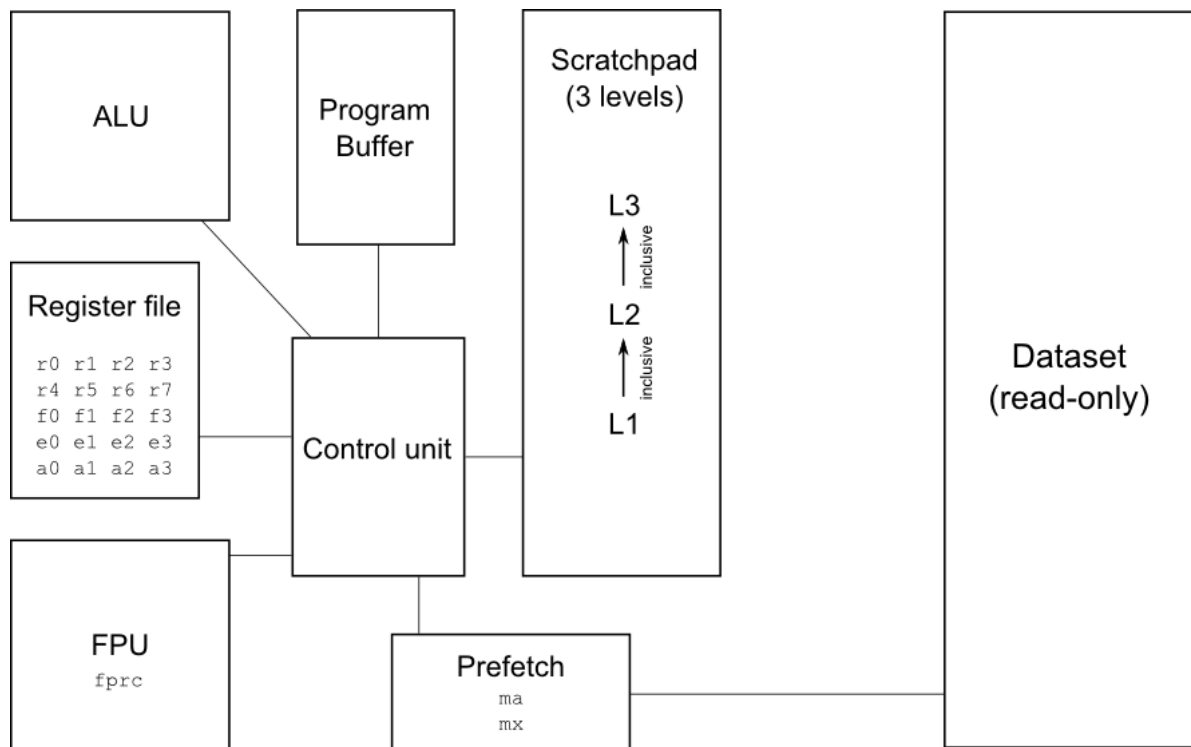 ALU
Program
Buffer
Scratchpad
(3 levels)
L3
inclusive
L2
inclusive
L1
Register file
r0 r1 r2 r3
r4 r5 r6 r7
f0 f1 f2 f3
e0 e1 e2 e3
a0 a1 a2 a3
Control unit
Dataset
(read-only)
FPU
fprc
Prefetch
ma
mx